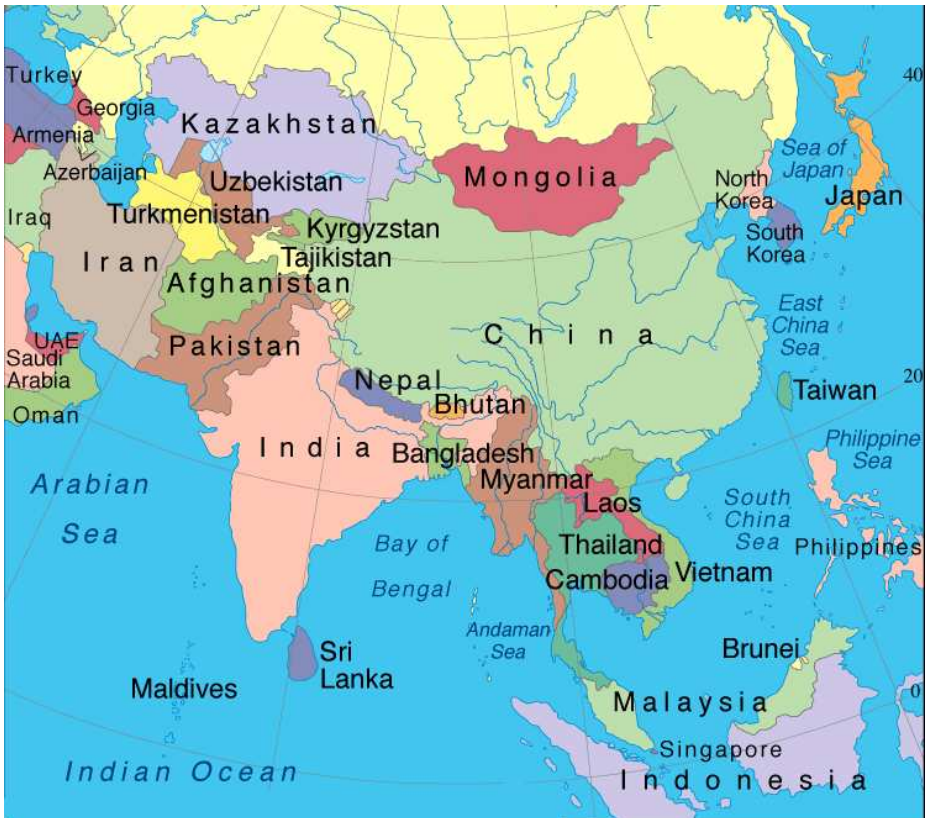 40
Turkey
Georgia
Kazakhstan
Armenia
Sea of
Japan
Azerbaijan
Uzbekistan
Mongolia
North
Korea
Japan
Iraq
Turkmenistan
Kyrgyzstan
South
Korea
Iran
Tajikistan
Afghanistan
East
China
Sea
UAE
Pakistan
China
Saudi
Arabia
Nepal
Taiwan
20
Oman
Bhutan
India
Bangladesh
Philippine
Sea
Arabian
Sea
Myanmar
Laos
South
China
Sea
Bay of
Bengal
Thailand
Philippines
Cambodia
Vietnam
Andaman
Sea
Sri
Lanka
Brunei
Maldives
Malaysia
0
Singapore
Indian Ocean
Indonesia